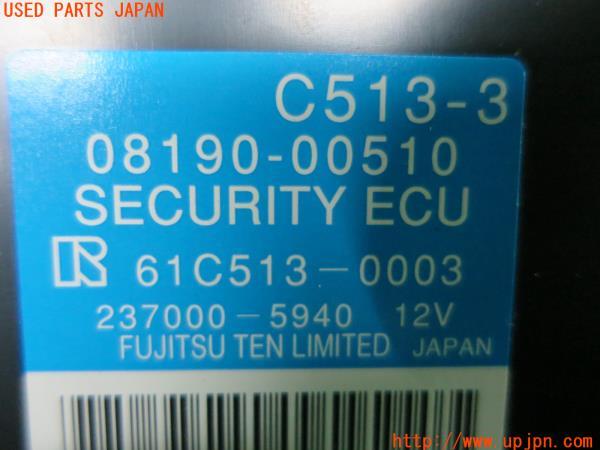 USED PARTS JAPAN
C513-3
08190-00510
SECURITY ECU
R 61C513-0003
237000-5940 12V
FUJITSU TEN LIMITED JAPAN
http://www.upjpn.com/